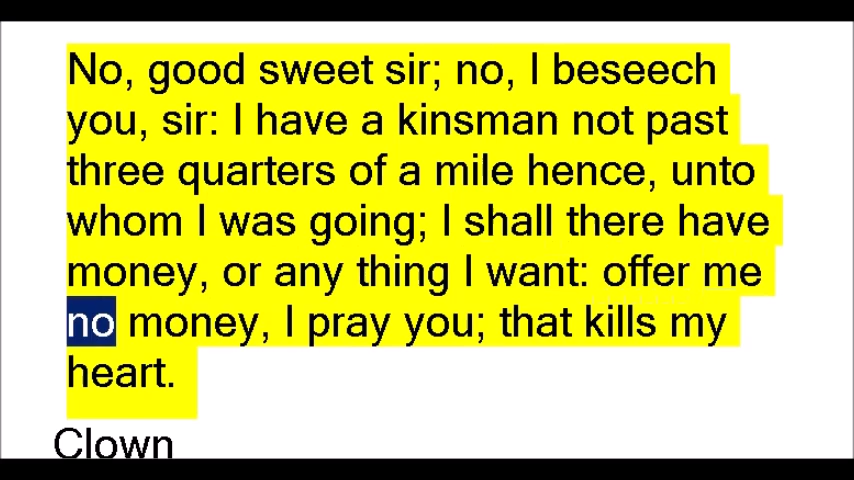 No, good sweet sir; no, I beseech
you, sir: I have a kinsman not past
three quarters of a mile hence, unto
whom I was going; I shall there have
money, or any thing I want: offer me
no money, I pray you; that kills my
heart.
Clown